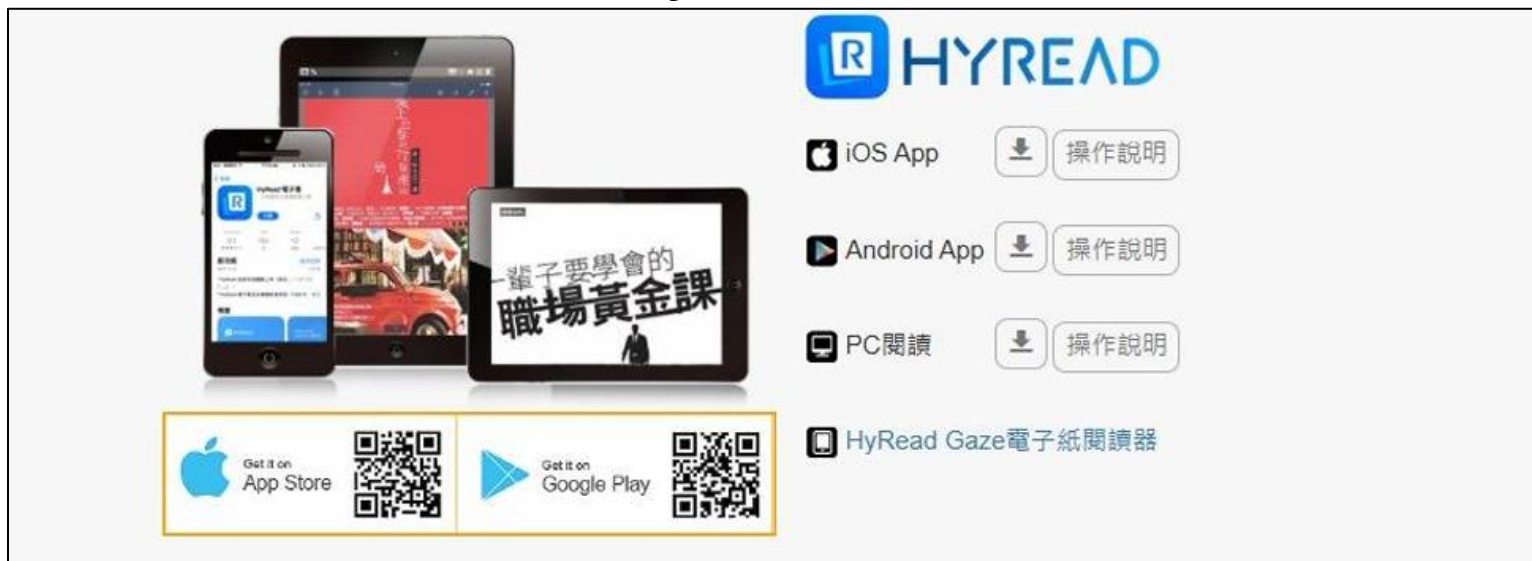 HYREAD
iOS App
操作說明
Android App
操作說明
PC閱讀
操作說明
HyRead Gaze電子紙閱讀器
一輩子要學會的
職場黃金課
Get it on
App Store
Get it on
Google Play